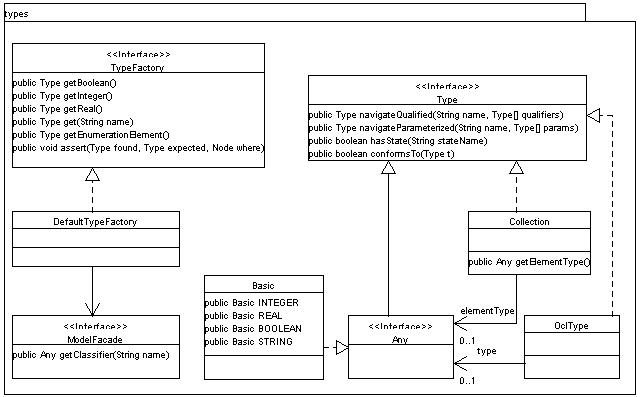 types
<<Interface>>
TypeFactory
public Type getBoolean()
public Type getInteger()
public Type getReal()
public Type get(String name)
public Type getEnumerationElement()
public void assert(Type found, Type expected, Node where)
<<Interface>>
Type
public Type navigateQualified(String name, Type[] qualifiers)
public Type navigateParameterized(String name, Type[] params)
public boolean hasState(String stateName)
public boolean conformsTo(Type t)
DefaultTypeFactory
Collection
public Any getElementType()
<<Interface>>
ModelFacade
public Any getClassifier(String name)
Basic
public Basic INTEGER
public Basic REAL
public Basic BOOLEAN
public Basic STRING
<<Interface>>
Any
elementType
0..1
type
0..1
OclType